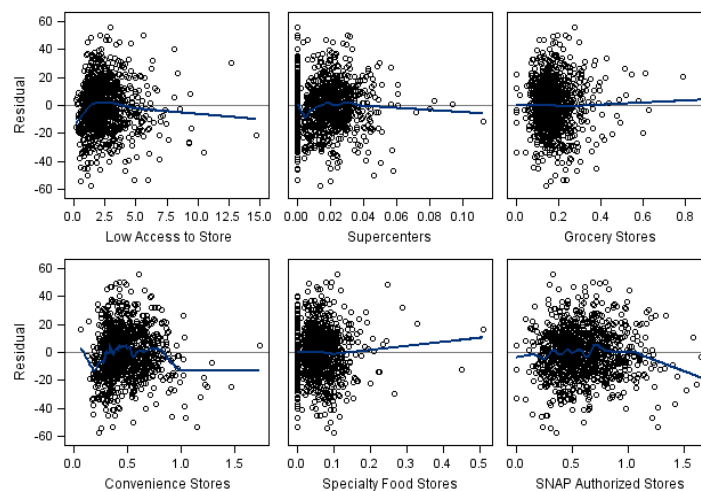 60
40
20
0
-20
-40
-60
Residual
0.0 2.5 5.0 7.5 10.0 12.5 15.0
Low Access to Store
0.00 0.02 0.04 0.06 0.08 0.10
Supercenters
0.0 0.2 0.4 0.6 0.8
Grocery Stores
60
40
20
0
-20
-40
-60
Residual
0.0 0.5 1.0 1.5
Convenience Stores
0.0 0.1 0.2 0.3 0.4 0.5
Specialty Food Stores
0.0 0.5 1.0 1.5
SNAP Authorized Stores